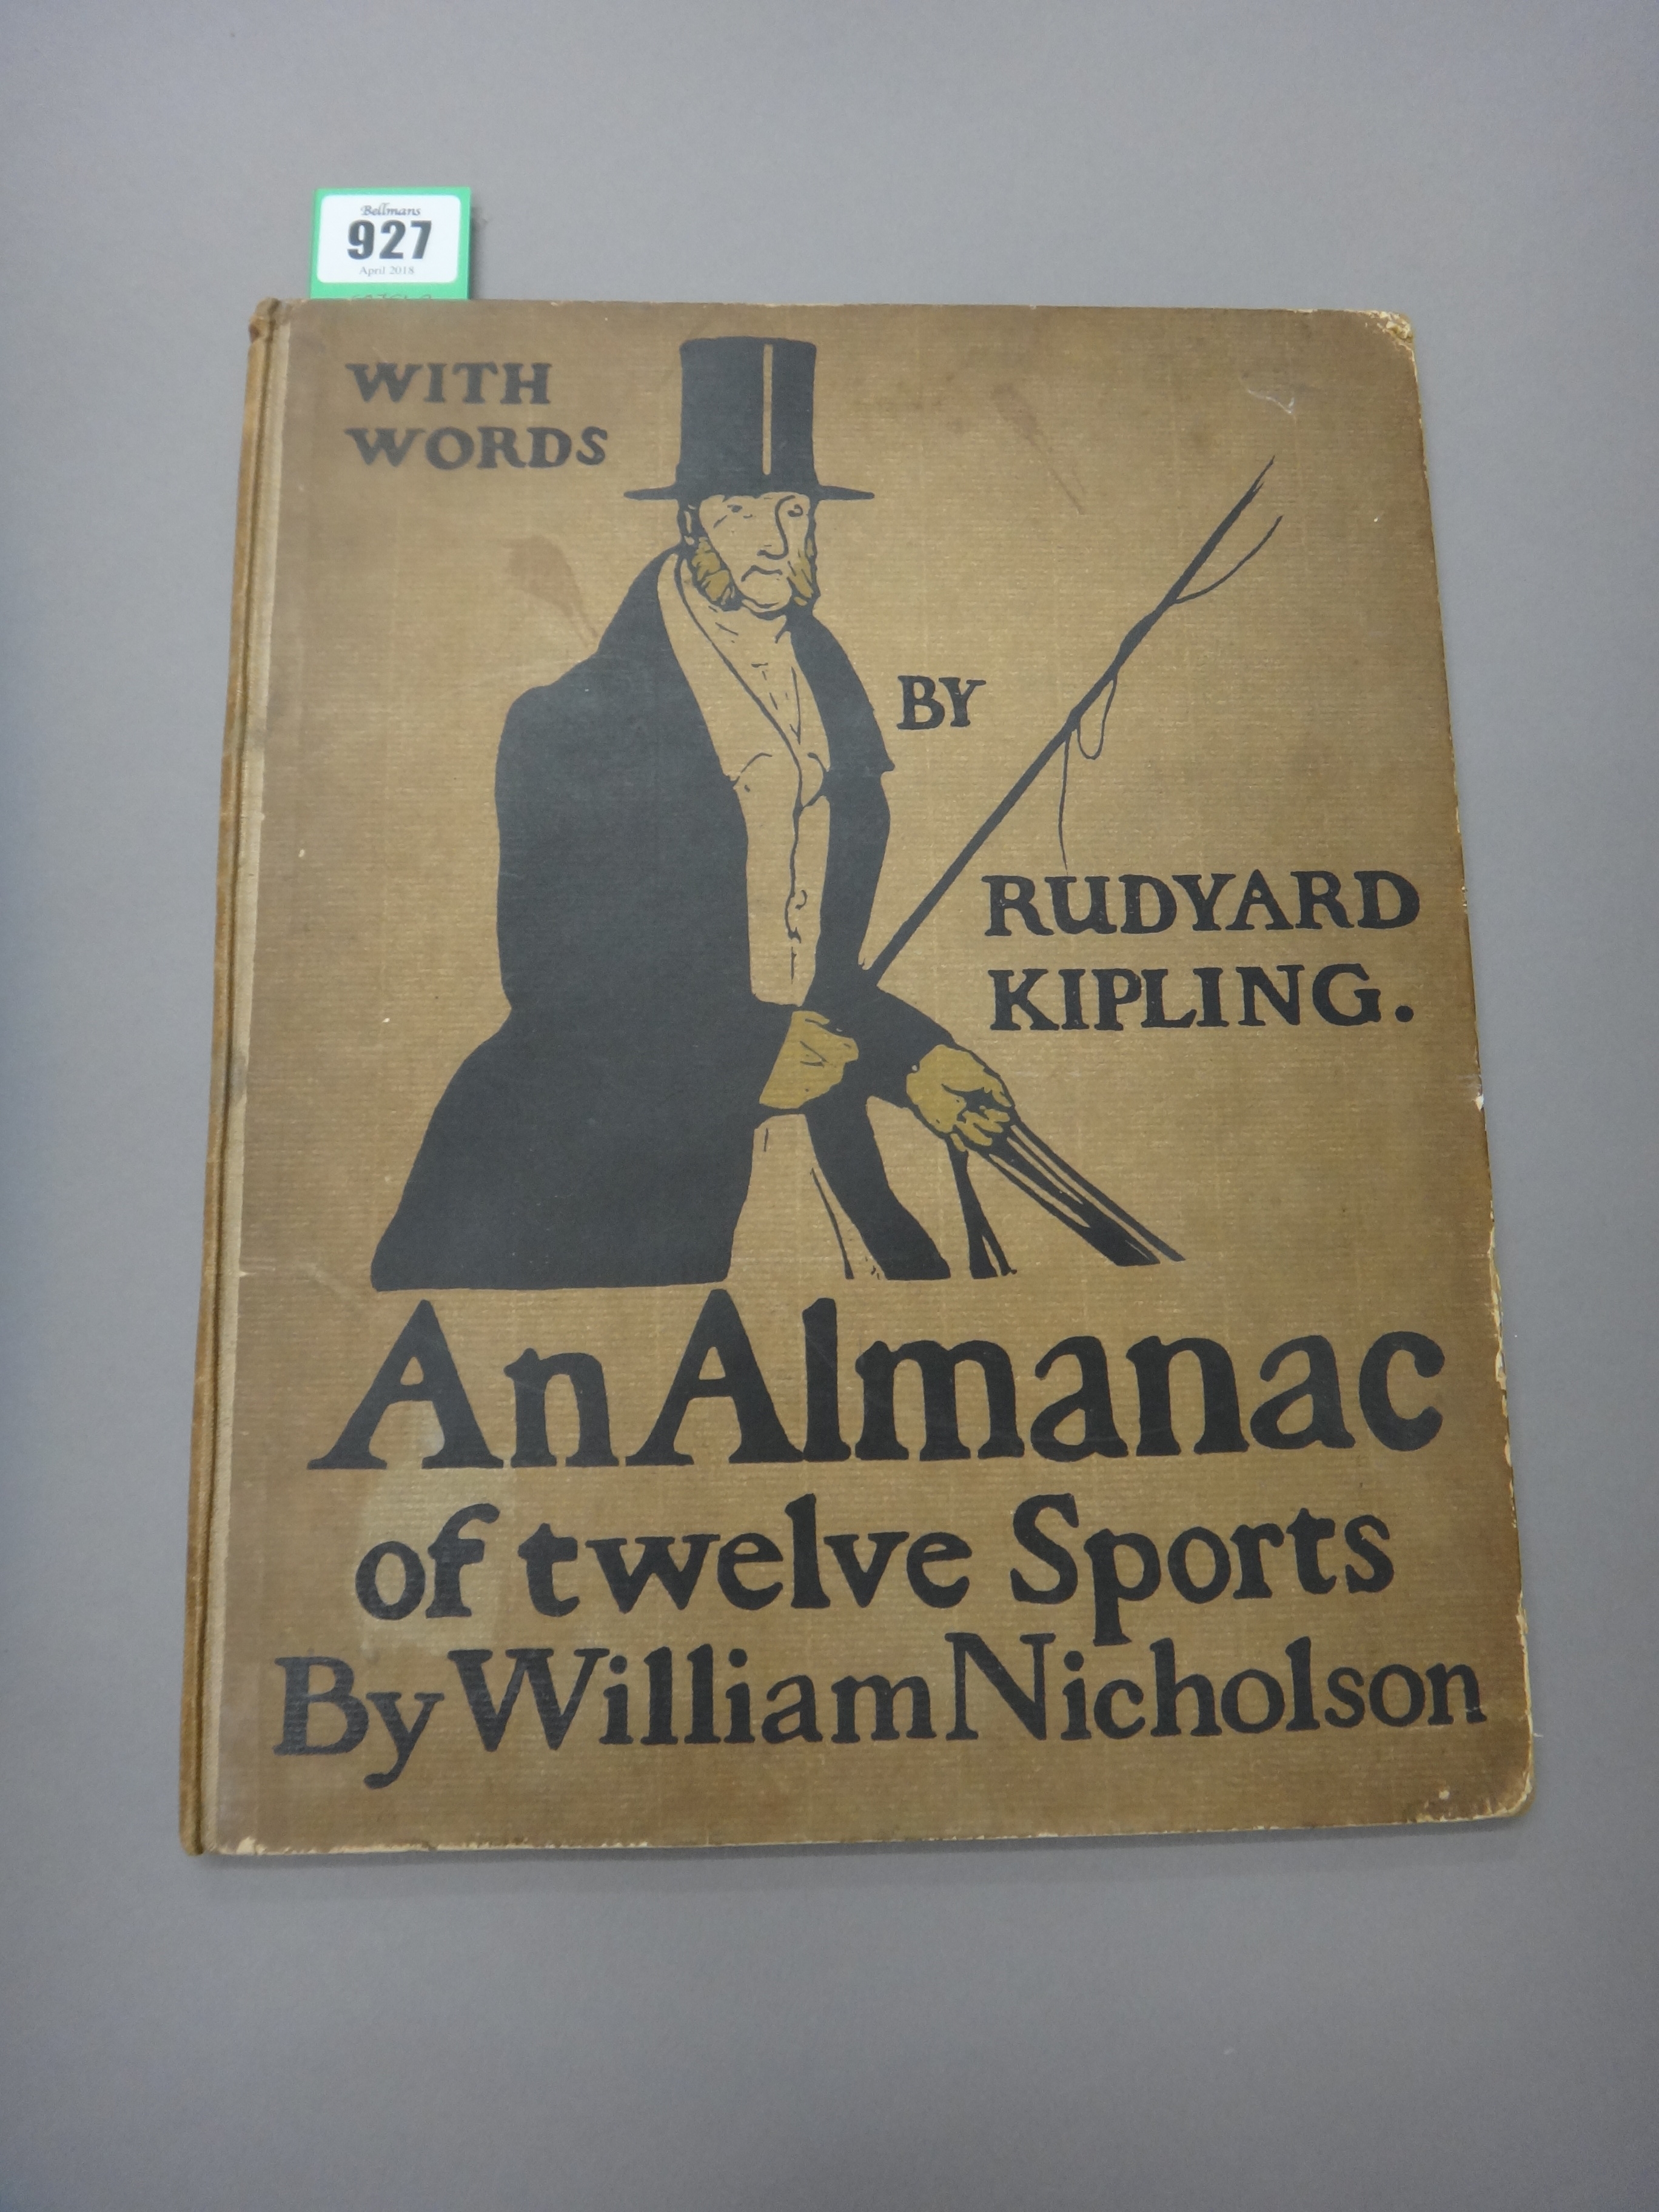 Bellmans
927
April 2018
WITH
WORDS
BY
RUDYARD
KIPLING.
An Almanac
of twelve Sports
By William Nicholson